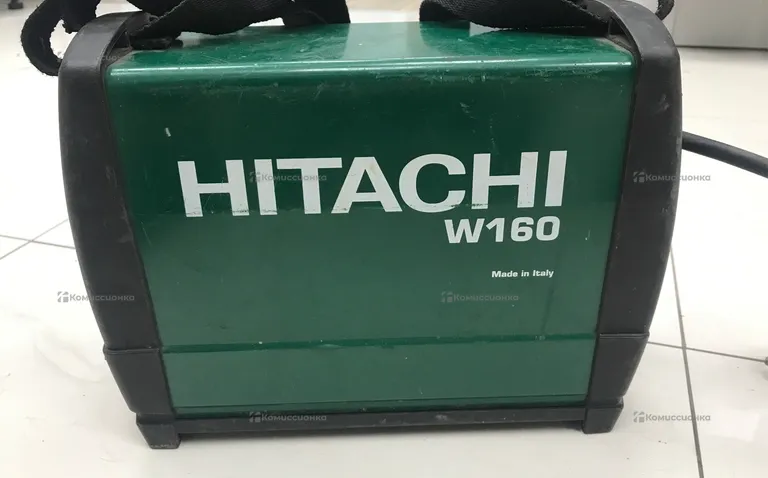 HITACHI
W160
Made in Italy
Комиссионка
Комиссионка
Комиссионка
Комиссионка
Комиссионка
Комиссионка